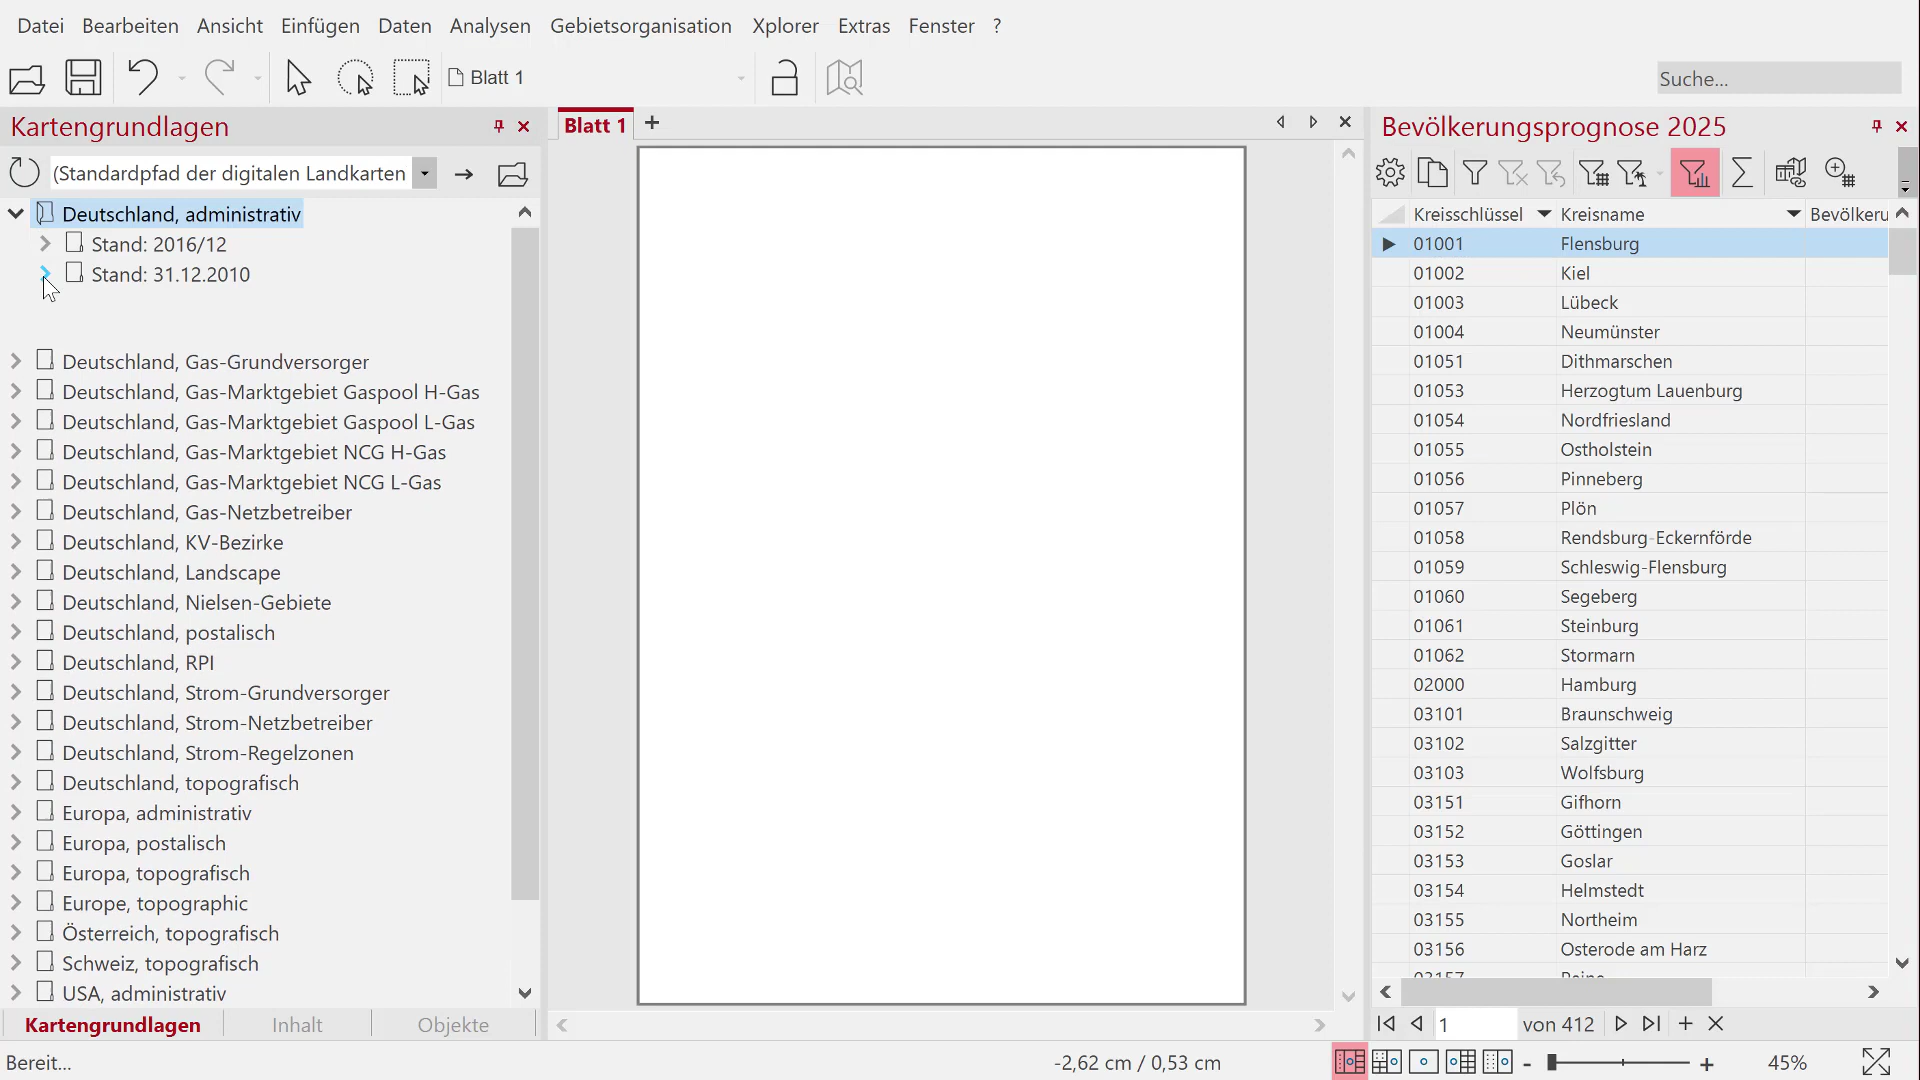 Datei Bearbeiten Ansicht Einfügen Daten Analysen Gebietsorganisation Xplorer Extras Fenster ?
Blatt 1
Suche...
Kartengrundlagen
(Standardpfad der digitalen Landkarten
Deutschland, administrativ
Stand: 2016/12
Stand: 31.12.2010
Deutschland, Gas-Grundversorger
Deutschland, Gas-Marktgebiet Gaspool H-Gas
Deutschland, Gas-Marktgebiet Gaspool L-Gas
Deutschland, Gas-Marktgebiet NCG H-Gas
Deutschland, Gas-Marktgebiet NCG L-Gas
Deutschland, Gas-Netzbetreiber
Deutschland, KV-Bezirke
Deutschland, Landscape
Deutschland, Nielsen-Gebiete
Deutschland, postalisch
Deutschland, RPI
Deutschland, Strom-Grundversorger
Deutschland, Strom-Netzbetreiber
Deutschland, Strom-Regelzonen
Deutschland, topografisch
Europa, administrativ
Europa, postalisch
Europa, topografisch
Europe, topographic
Österreich, topografisch
Schweiz, topografisch
USA, administrativ
Kartengrundlagen Inhalt Objekte
Blatt 1 +
Bevölkerungsprognose 2025
Kreisschlüssel Kreisname Bevölkeru
01001 Flensburg
01002 Kiel
01003 Lübeck
01004 Neumünster
01051 Dithmarschen
01053 Herzogtum Lauenburg
01054 Nordfriesland
01055 Ostholstein
01056 Pinneberg
01057 Plön
01058 Rendsburg-Eckernförde
01059 Schleswig-Flensburg
01060 Segeberg
01061 Steinburg
01062 Stormarn
02000 Hamburg
03101 Braunschweig
03102 Salzgitter
03103 Wolfsburg
03151 Gifhorn
03152 Göttingen
03153 Goslar
03154 Helmstedt
03155 Northeim
03156 Osterode am Harz
03157 Peine
1 von 412
Bereit...
-2,62 cm / 0,53 cm
- + 45%